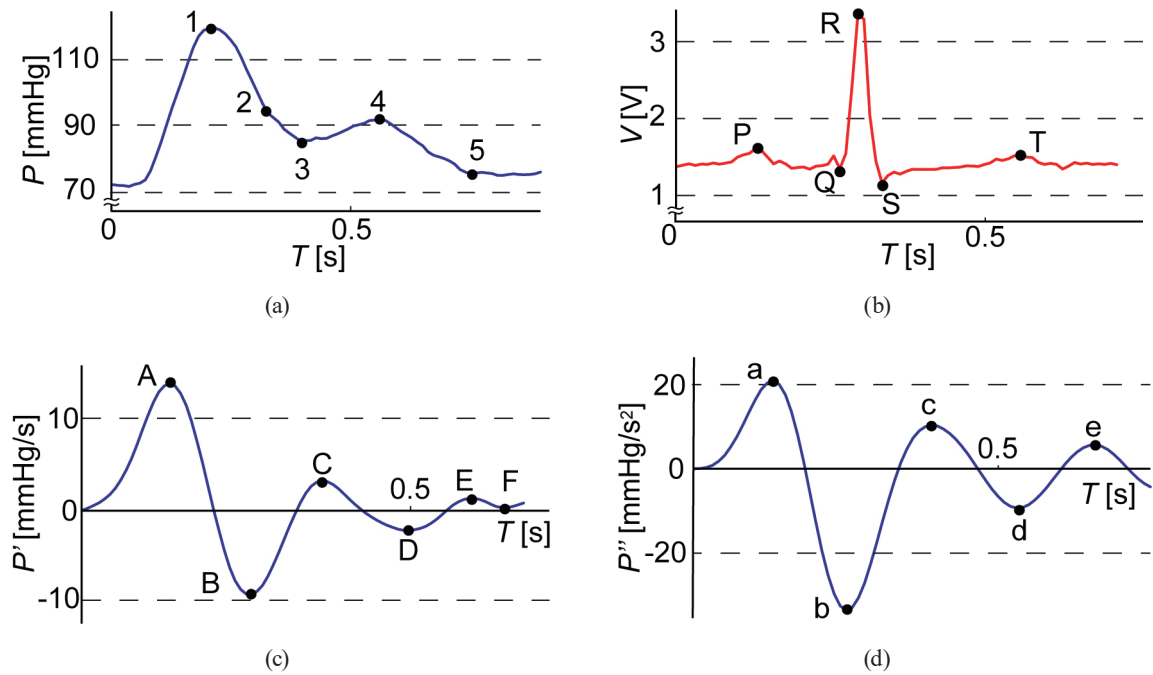 P [mmHg]
110
90
70
1
2
3
4
5
0
0.5
T [s]
(a)
V [V]
3
2
1
P
Q
R
S
T
0
0.5
T [s]
(b)
P' [mmHg/s]
10
0
-10
A
B
C
D
E
F
0.5
T [s]
(c)
P'' [mmHg/s²]
20
0
-20
a
b
c
d
e
0.5
T [s]
(d)